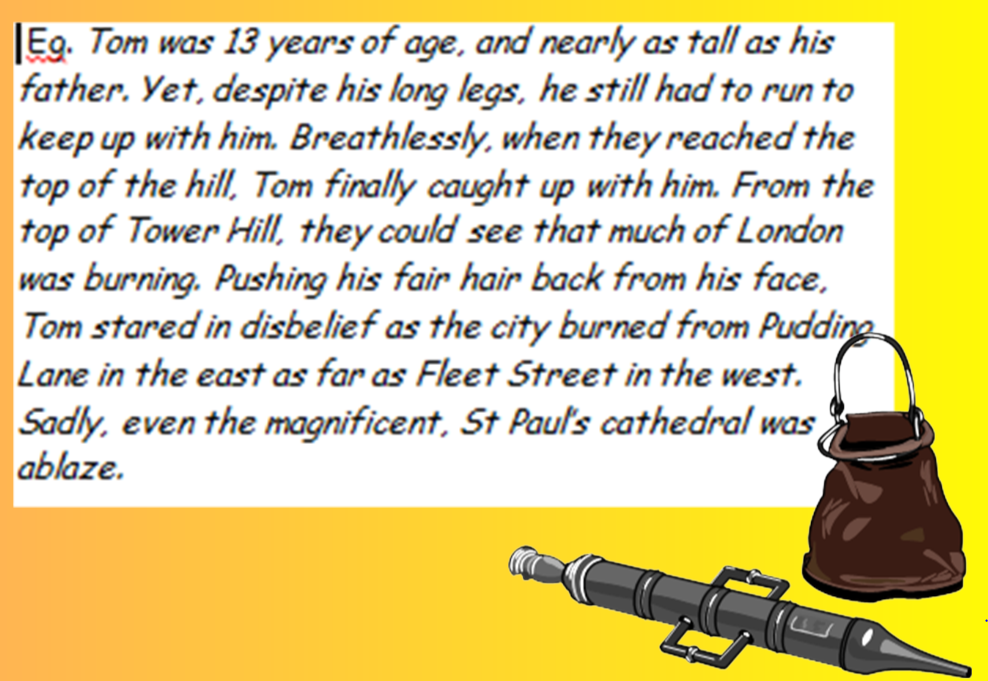 Eg. Tom was 13 years of age, and nearly as tall as his
father. Yet, despite his long legs, he still had to run to
keep up with him. Breathlessly, when they reached the
top of the hill, Tom finally caught up with him. From the
top of Tower Hill, they could see that much of London
was burning. Pushing his fair hair back from his face,
Tom stared in disbelief as the city burned from Pudding
Lane in the east as far as Fleet Street in the west.
Sadly, even the magnificent, St Paul's cathedral was
ablaze.